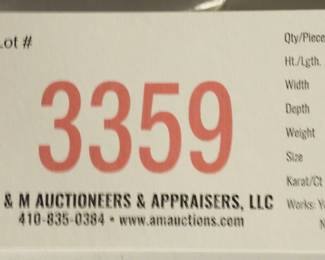 Lot #
3359
& M AUCTIONEERS & APPRAISERS, LLC
410-835-0384 • www.amauctions.com
Qty/Piece
Ht./Lgth.
Width
Depth
Weight
Size
Karat/Ct
Works: Y
N